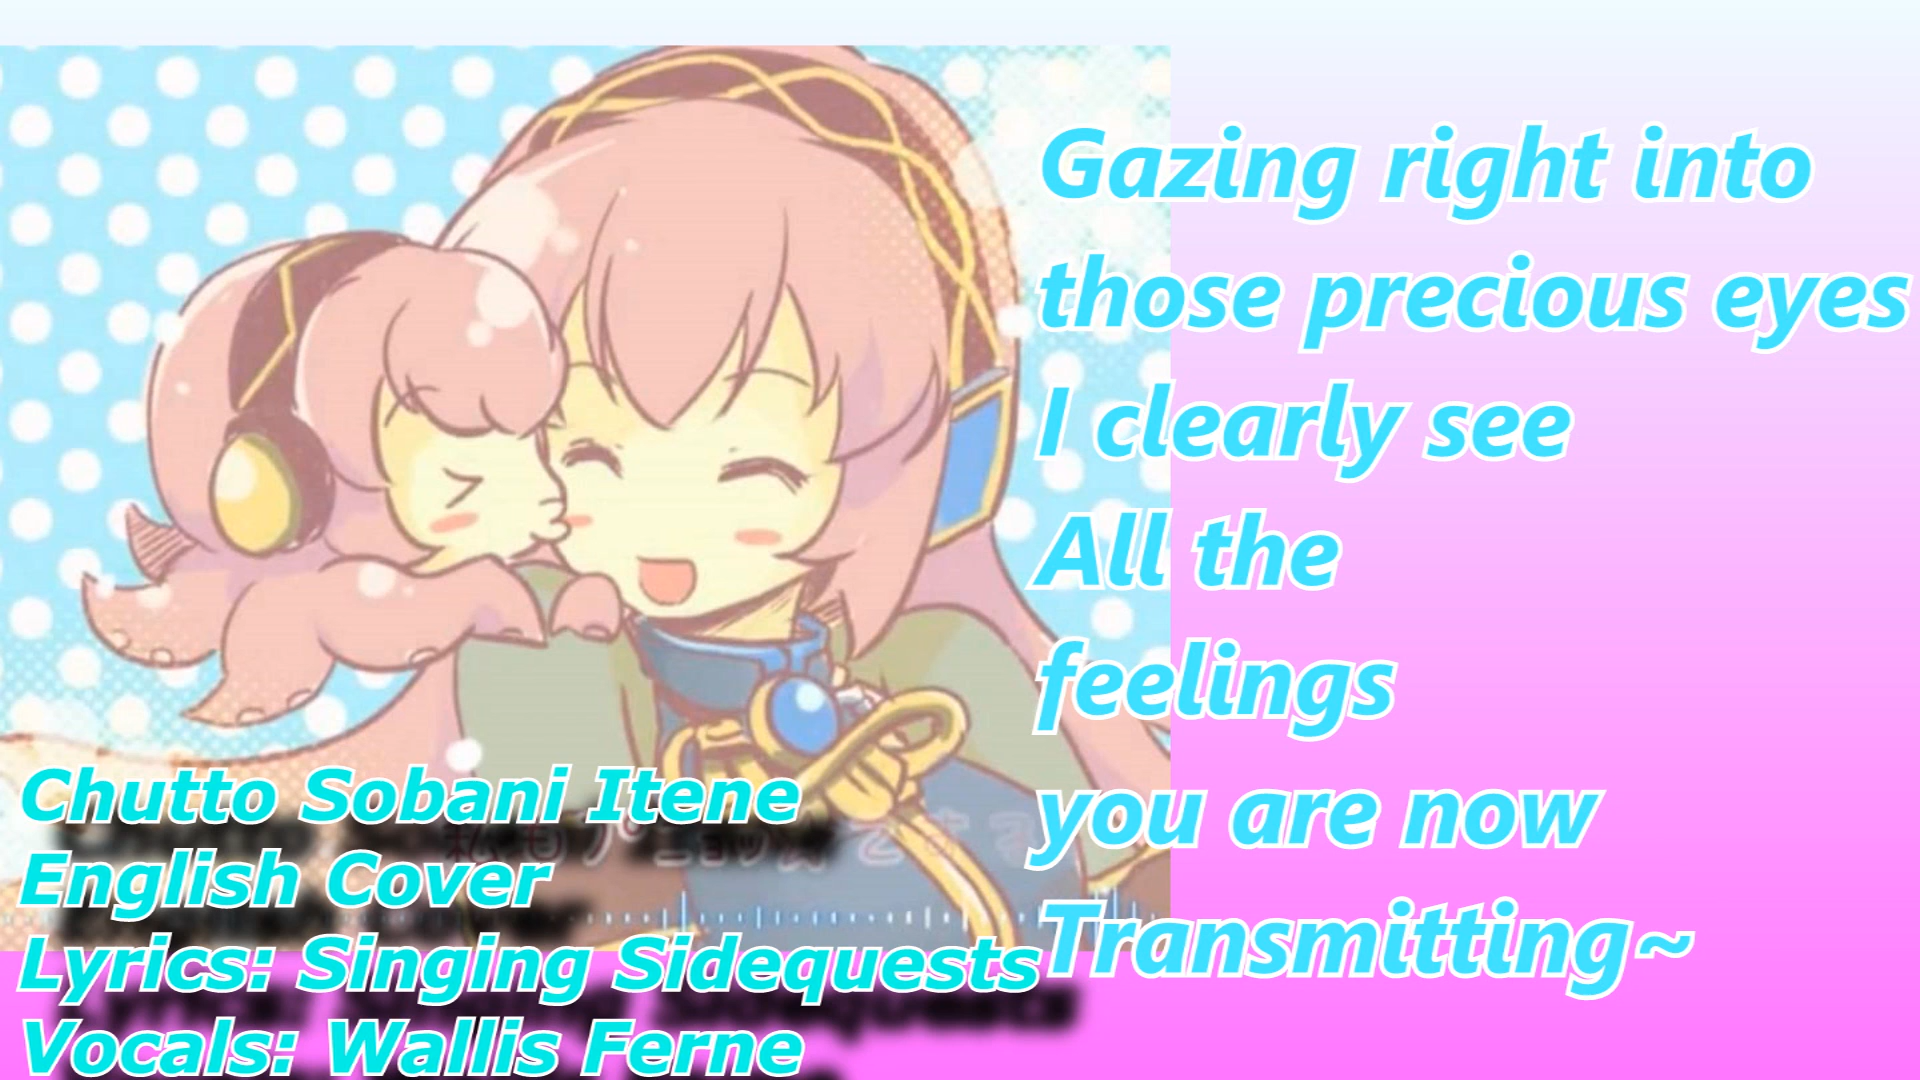 Gazing right into
those precious eyes
I clearly see
All the
feelings
you are now
Transmitting~
Chutto Sobani Itene
English Cover
Lyrics: Singing Sidequests
Vocals: Wallis Ferne